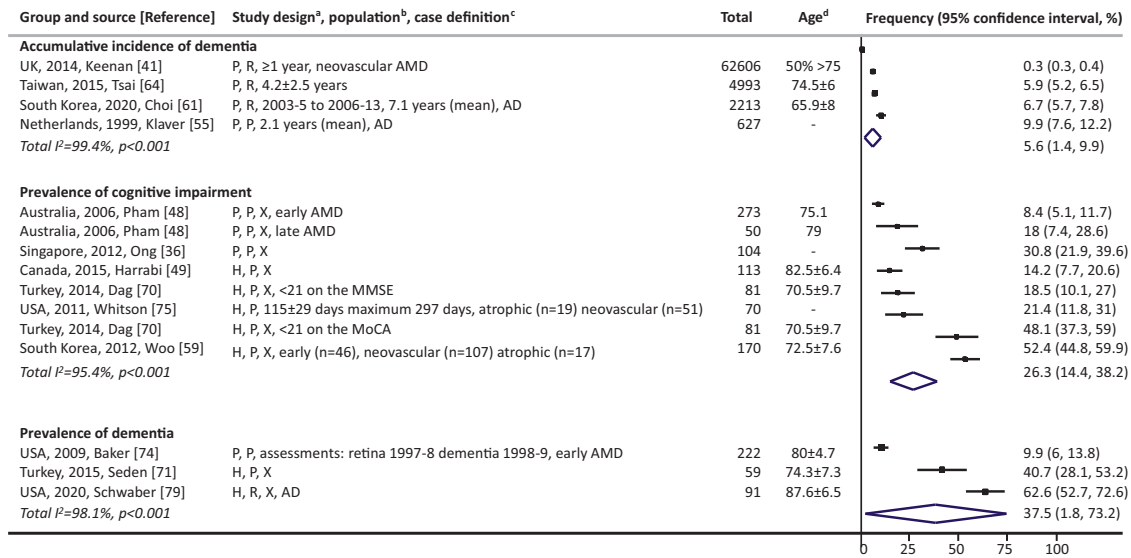 Group and source [Reference] Study designᵃ, populationᵇ, case definitionᶜ Total Ageᵈ Frequency (95% confidence interval, %)
Accumulative incidence of dementia
UK, 2014, Keenan [41] P, R, ≥1 year, neovascular AMD 62606 50% >75 0.3 (0.3, 0.4)
Taiwan, 2015, Tsai [64] P, R, 4.2±2.5 years 4993 74.5±6 5.9 (5.2, 6.5)
South Korea, 2020, Choi [61] P, R, 2003-5 to 2006-13, 7.1 years (mean), AD 2213 65.9±8 6.7 (5.7, 7.8)
Netherlands, 1999, Klaver [55] P, P, 2.1 years (mean), AD 627 - 9.9 (7.6, 12.2)
Total I²=99.4%, p<0.001 5.6 (1.4, 9.9)
Prevalence of cognitive impairment
Australia, 2006, Pham [48] P, P, X, early AMD 273 75.1 8.4 (5.1, 11.7)
Australia, 2006, Pham [48] P, P, X, late AMD 50 79 18 (7.4, 28.6)
Singapore, 2012, Ong [36] P, P, X 104 - 30.8 (21.9, 39.6)
Canada, 2015, Harrabi [49] H, P, X 113 82.5±6.4 14.2 (7.7, 20.6)
Turkey, 2014, Dag [70] H, P, X, <21 on the MMSE 81 70.5±9.7 18.5 (10.1, 27)
USA, 2011, Whitson [75] H, P, 115±29 days maximum 297 days, atrophic (n=19) neovascular (n=51) 70 - 21.4 (11.8, 31)
Turkey, 2014, Dag [70] H, P, X, <21 on the MoCA 81 70.5±9.7 48.1 (37.3, 59)
South Korea, 2012, Woo [59] H, P, X, early (n=46), neovascular (n=107) atrophic (n=17) 170 72.5±7.6 52.4 (44.8, 59.9)
Total I²=95.4%, p<0.001 26.3 (14.4, 38.2)
Prevalence of dementia
USA, 2009, Baker [74] P, P, assessments: retina 1997-8 dementia 1998-9, early AMD 222 80±4.7 9.9 (6, 13.8)
Turkey, 2015, Seden [71] H, P, X 59 74.3±7.3 40.7 (28.1, 53.2)
USA, 2020, Schwaber [79] H, R, X, AD 91 87.6±6.5 62.6 (52.7, 72.6)
Total I²=98.1%, p<0.001 37.5 (1.8, 73.2)
0 25 50 75 100